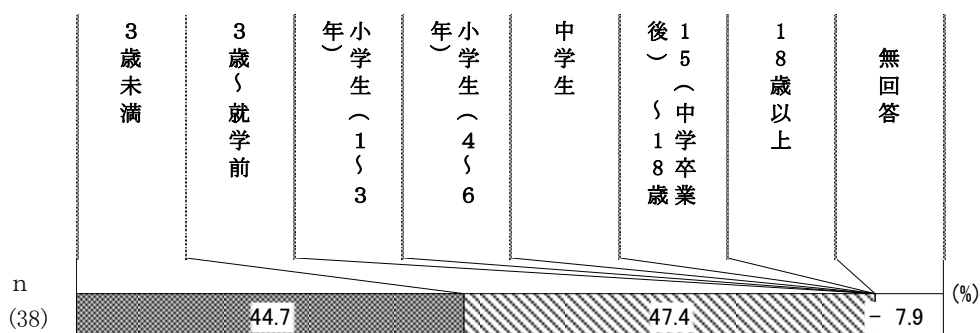 3歳未満
3歳～就学前
小学生（1～3
年）
小学生（4～6
年）
中学生
15（中学卒業
後）～18歳
18歳以上
無回答
n
(%)
(38)
44.7
47.4
－
7.9